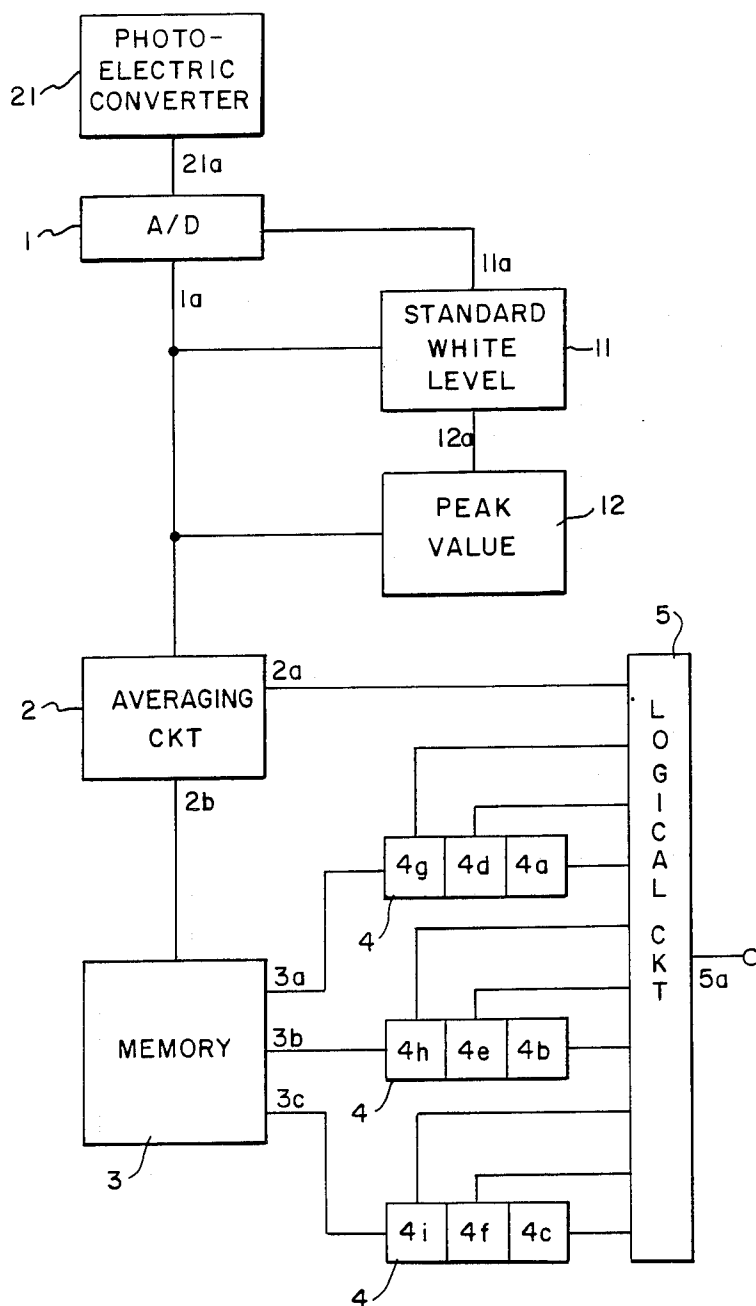 PHOTO-
ELECTRIC
CONVERTER
21
21a
A/D
1
11a
1a
STANDARD
WHITE
LEVEL
11
12a
PEAK
VALUE
12
5
2a
AVERAGING
CKT
2
LOGICAL CKT
2b
4g 4d 4a
4
3a
5a
MEMORY
3b
4h 4e 4b
4
3c
3
4i 4f 4c
4